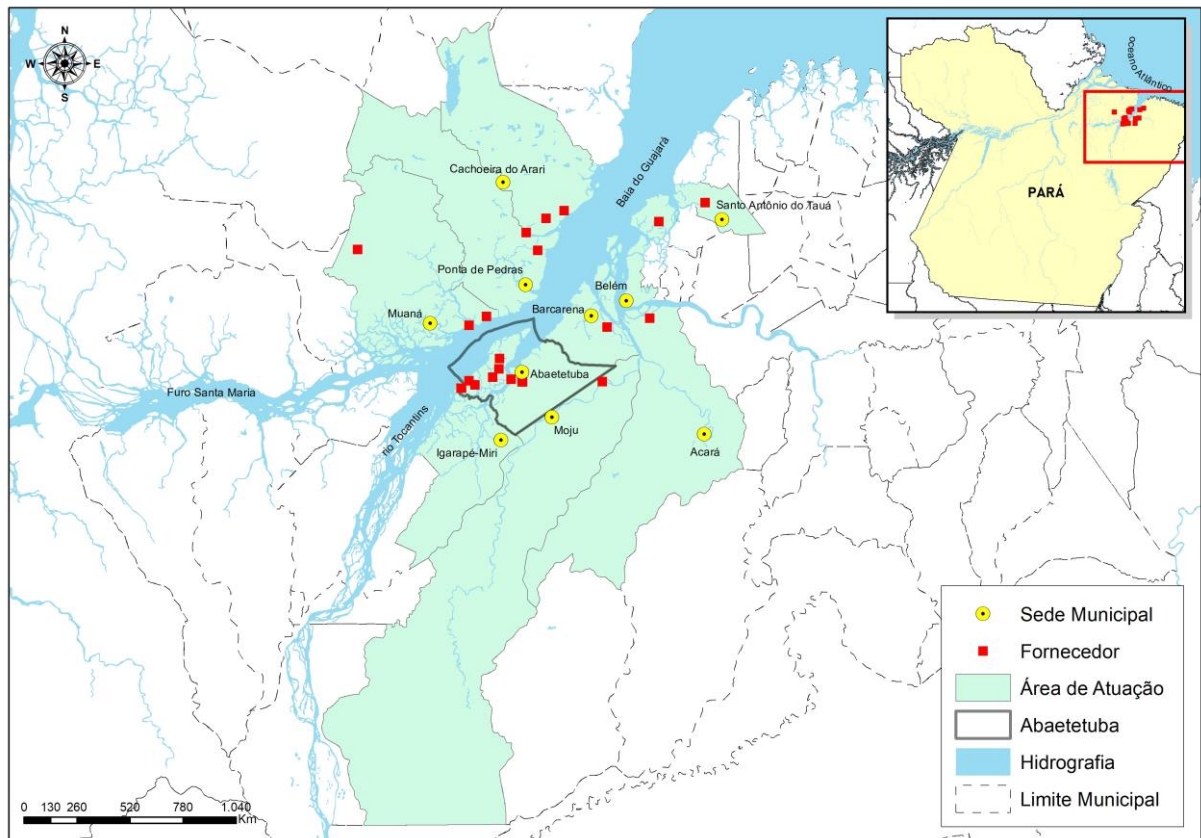 N
W
E
S
Oceano Atlântico
PARÁ
Cachoeira do Arari
Baía do Guajará
Santo Antônio do Tauá
Ponta de Pedras
Belém
Barcarena
Muaná
Abaetetuba
Furo Santa Maria
rio Tocantins
Moju
Igarapé-Miri
Acará
Sede Municipal
Fornecedor
Área de Atuação
Abaetetuba
Hidrografia
Limite Municipal
0 130 260 520 780 1.040
Km